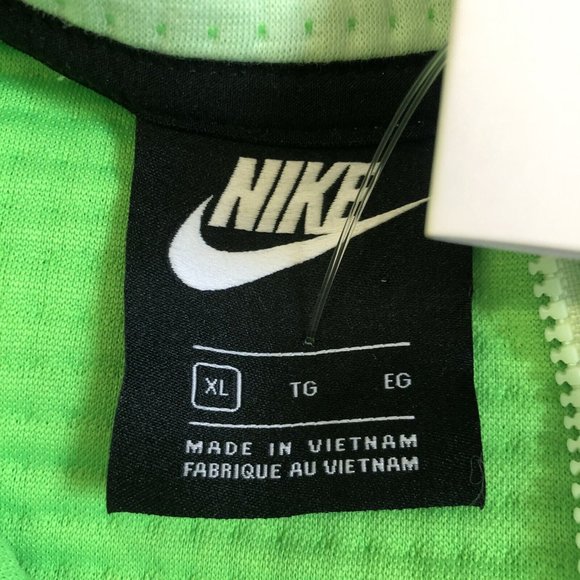 NIKE
XL TG EG
MADE IN VIETNAM
FABRIQUE AU VIETNAM